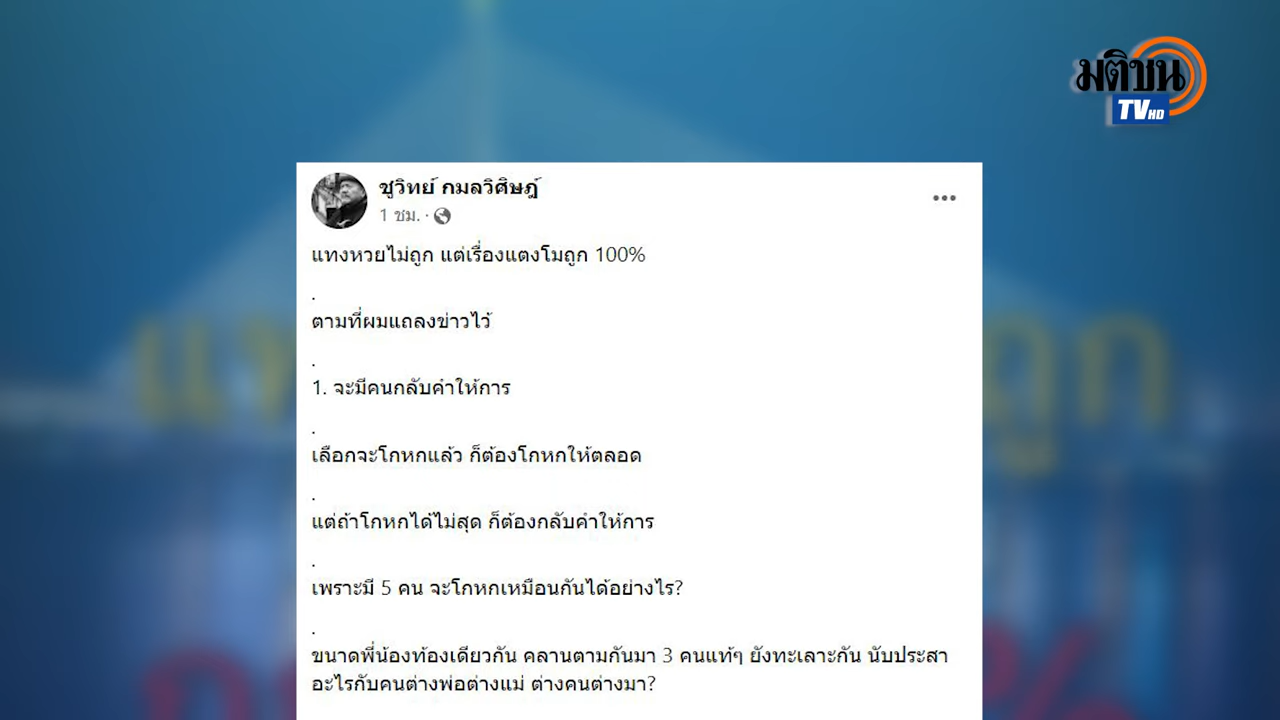 มติชน
TV HD
ชูวิทย์ กมลวิศิษฎ์
1 ชม. ·
แทงหวยไม่ถูก แต่เรื่องแตงโมถูก 100%
.
ตามที่ผมแถลงข่าวไว้
.
1. จะมีคนกลับคำให้การ
.
เลือกจะโกหกแล้ว ก็ต้องโกหกให้ตลอด
.
แต่ถ้าโกหกได้ไม่สุด ก็ต้องกลับคำให้การ
.
เพราะมี 5 คน จะโกหกเหมือนกันได้อย่างไร?
.
ขนาดพี่น้องท้องเดียวกัน คลานตามกันมา 3 คนแท้ๆ ยังทะเลาะกัน นับประสา
อะไรกับคนต่างพ่อต่างแม่ ต่างคนต่างมา?